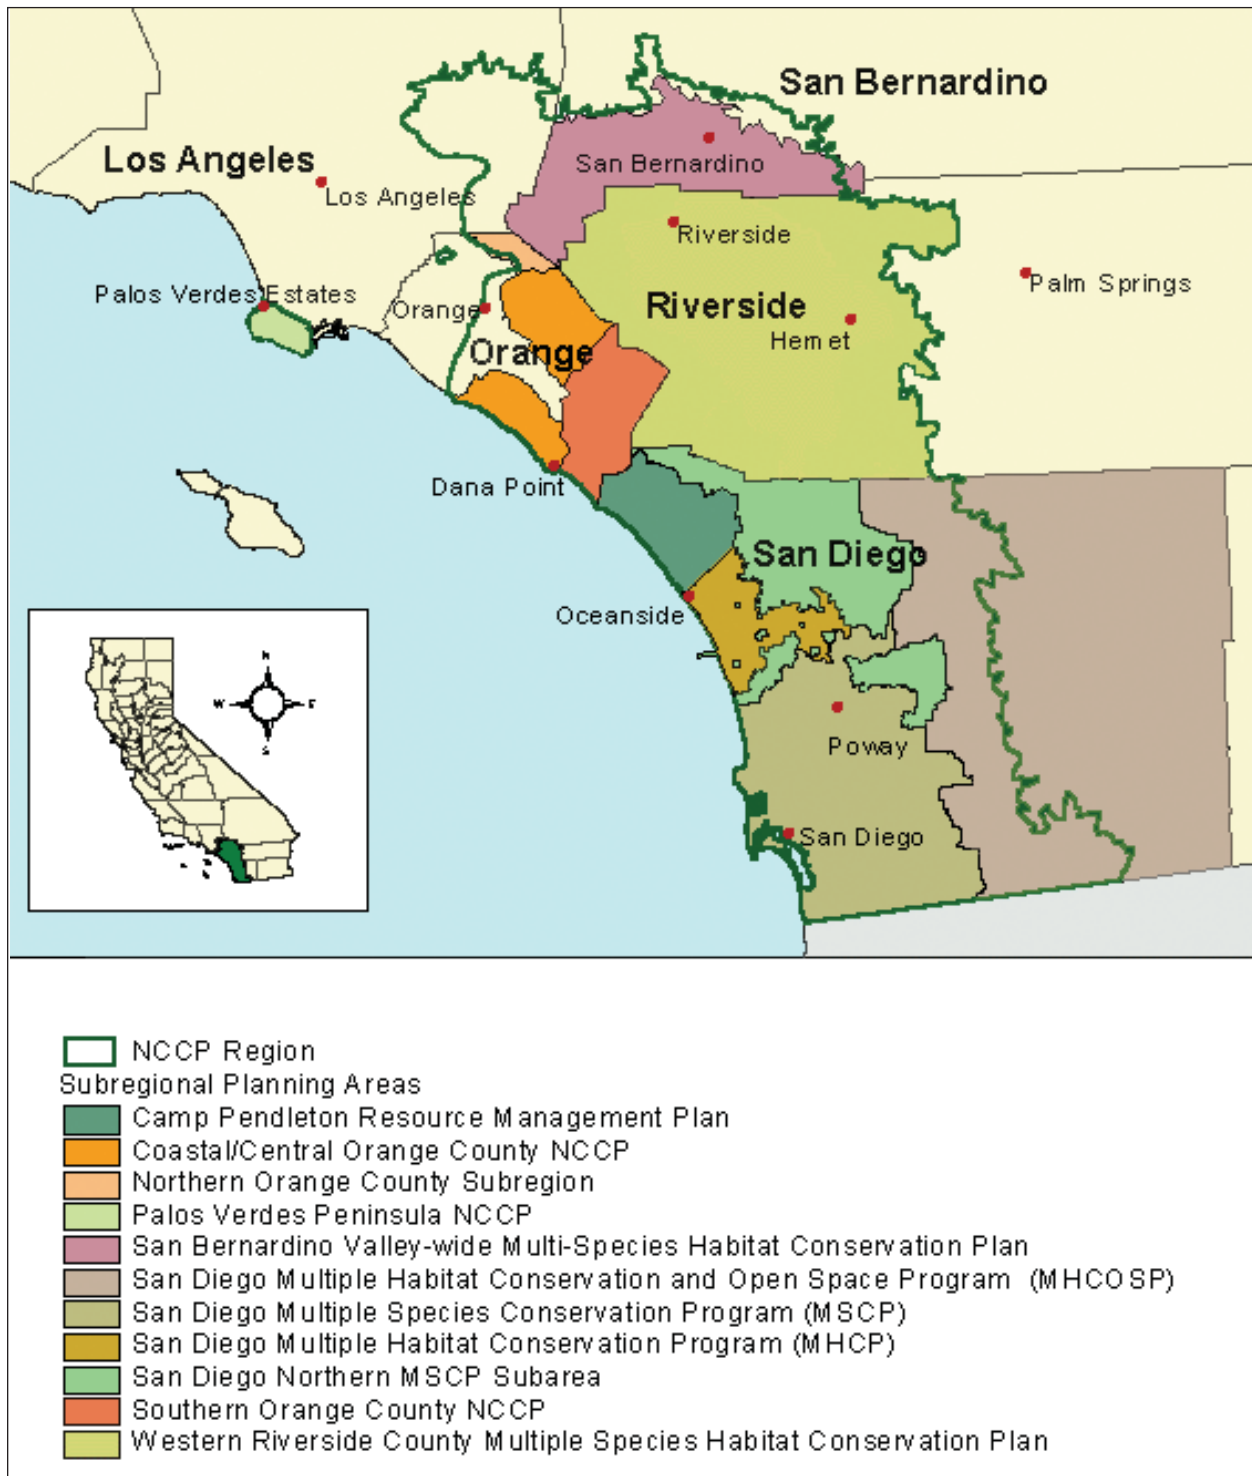 San Bernardino
Los Angeles
San Bernardino
Los Angeles
Riverside
Palm Springs
Palos Verdes Estates
Orange
Riverside
Hemet
Orange
Dana Point
San Diego
Oceanside
N
W E
S
Poway
San Diego
NCCP Region
Subregional Planning Areas
Camp Pendleton Resource Management Plan
Coastal/Central Orange County NCCP
Northern Orange County Subregion
Palos Verdes Peninsula NCCP
San Bernardino Valley-wide Multi-Species Habitat Conservation Plan
San Diego Multiple Habitat Conservation and Open Space Program (MHCOSP)
San Diego Multiple Species Conservation Program (MSCP)
San Diego Multiple Habitat Conservation Program (MHCP)
San Diego Northern MSCP Subarea
Southern Orange County NCCP
Western Riverside County Multiple Species Habitat Conservation Plan